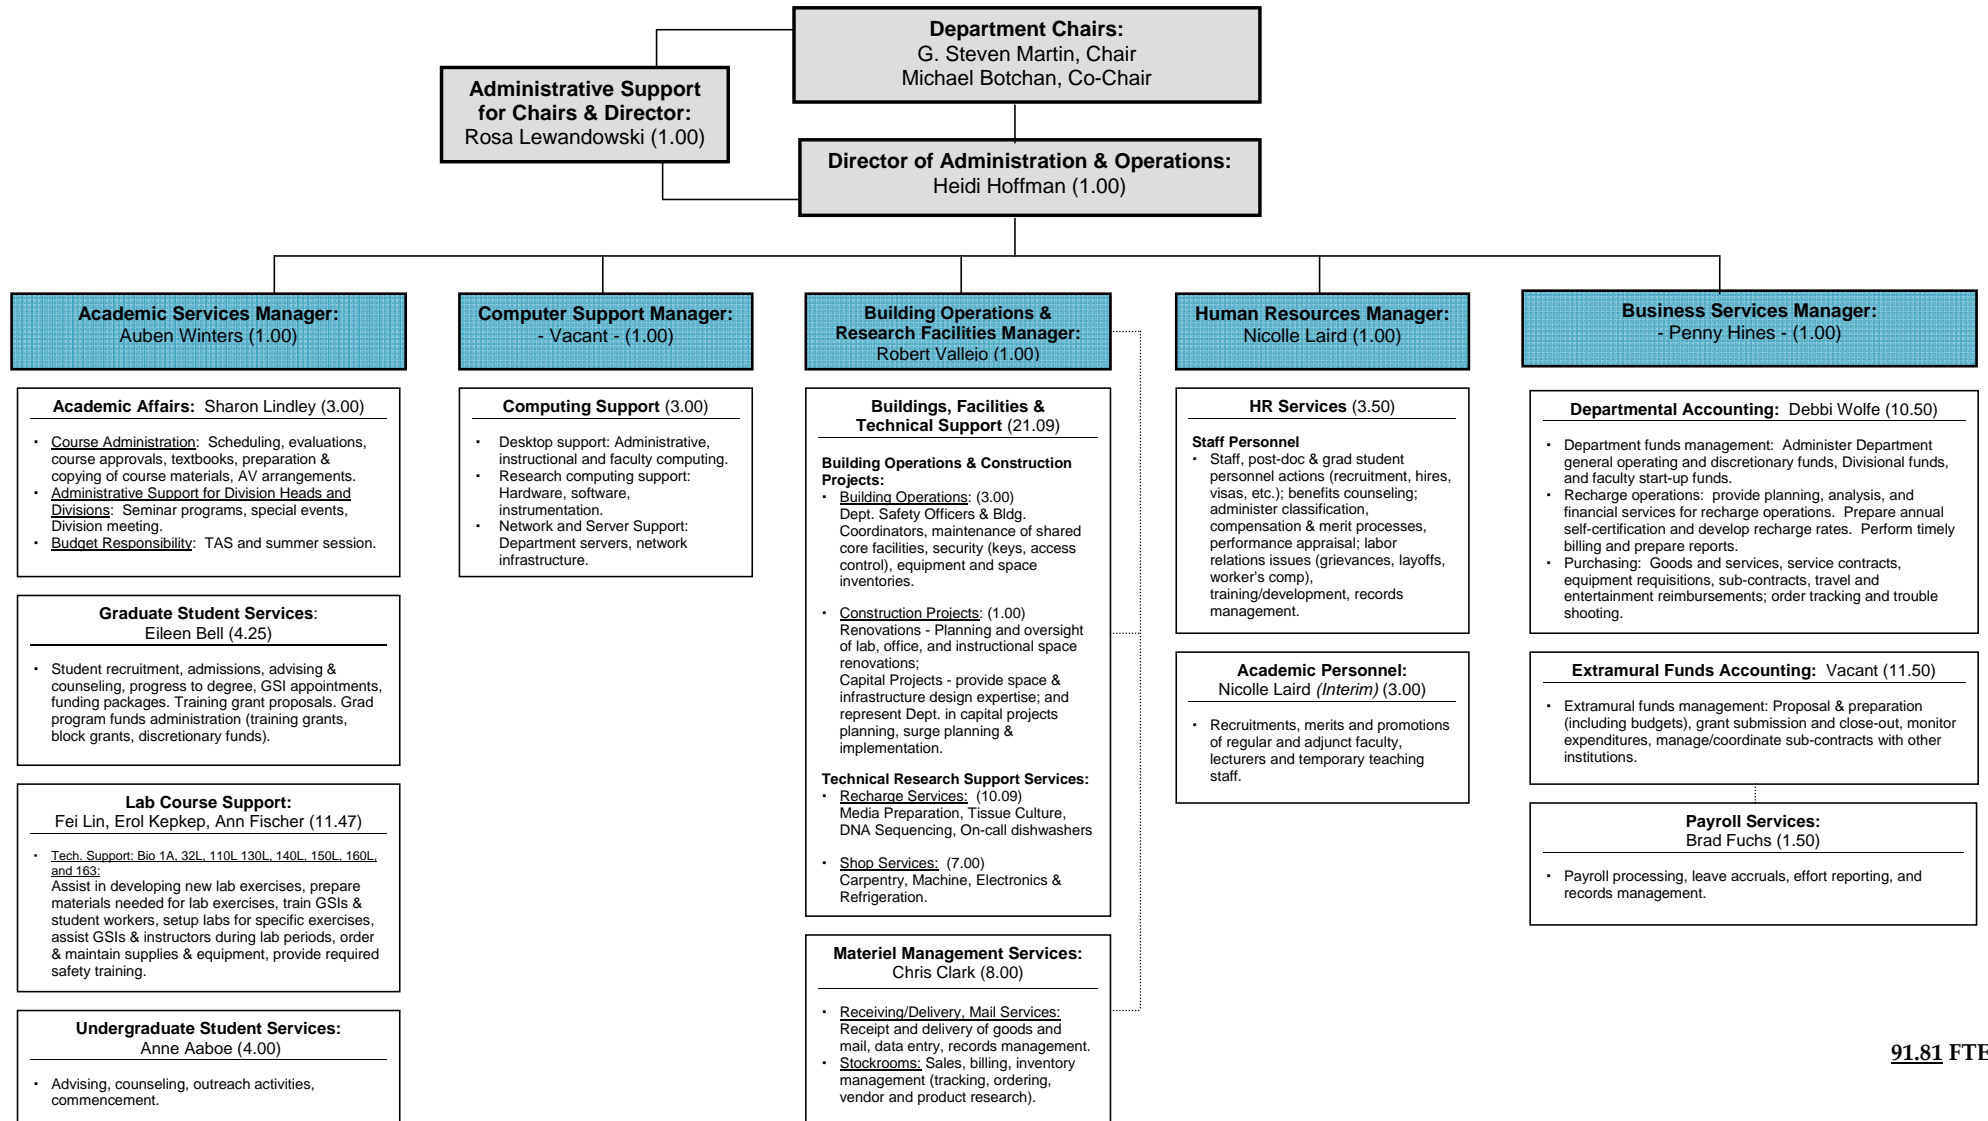 Department Chairs:
G. Steven Martin, Chair
Michael Botchan, Co-Chair
Administrative Support
for Chairs & Director:
Rosa Lewandowski (1.00)
Director of Administration & Operations:
Heidi Hoffman (1.00)
Academic Services Manager:
Auben Winters (1.00)
Computer Support Manager:
- Vacant - (1.00)
Building Operations &
Research Facilities Manager:
Robert Vallejo (1.00)
Human Resources Manager:
Nicolle Laird (1.00)
Business Services Manager:
- Penny Hines - (1.00)
Academic Affairs: Sharon Lindley (3.00)
▪ Course Administration: Scheduling, evaluations,
course approvals, textbooks, preparation &
copying of course materials, AV arrangements.
▪ Administrative Support for Division Heads and
Divisions: Seminar programs, special events,
Division meeting.
▪ Budget Responsibility: TAS and summer session.
Graduate Student Services:
Eileen Bell (4.25)
▪ Student recruitment, admissions, advising &
counseling, progress to degree, GSI appointments,
funding packages. Training grant proposals. Grad
program funds administration (training grants,
block grants, discretionary funds).
Lab Course Support:
Fei Lin, Erol Kepkep, Ann Fischer (11.47)
▪ Tech. Support: Bio 1A, 32L, 110L 130L, 140L, 150L, 160L,
and 163:
Assist in developing new lab exercises, prepare
materials needed for lab exercises, train GSIs &
student workers, setup labs for specific exercises,
assist GSIs & instructors during lab periods, order
& maintain supplies & equipment, provide required
safety training.
Undergraduate Student Services:
Anne Aaboe (4.00)
▪ Advising, counseling, outreach activities,
commencement.
Computing Support (3.00)
▪ Desktop support: Administrative,
instructional and faculty computing.
▪ Research computing support:
Hardware, software,
instrumentation.
▪ Network and Server Support:
Department servers, network
infrastructure.
Buildings, Facilities &
Technical Support (21.09)
Building Operations & Construction
Projects:
▪ Building Operations: (3.00)
Dept. Safety Officers & Bldg.
Coordinators, maintenance of shared
core facilities, security (keys, access
control), equipment and space
inventories.
▪ Construction Projects: (1.00)
Renovations - Planning and oversight
of lab, office, and instructional space
renovations;
Capital Projects - provide space &
infrastructure design expertise; and
represent Dept. in capital projects
planning, surge planning &
implementation.
Technical Research Support Services:
▪ Recharge Services: (10.09)
Media Preparation, Tissue Culture,
DNA Sequencing, On-call dishwashers
▪ Shop Services: (7.00)
Carpentry, Machine, Electronics &
Refrigeration.
Materiel Management Services:
Chris Clark (8.00)
▪ Receiving/Delivery, Mail Services:
Receipt and delivery of goods and
mail, data entry, records management.
▪ Stockrooms: Sales, billing, inventory
management (tracking, ordering,
vendor and product research).
HR Services (3.50)
Staff Personnel
▪ Staff, post-doc & grad student
personnel actions (recruitment, hires,
visas, etc.); benefits counseling;
administer classification,
compensation & merit processes,
performance appraisal; labor
relations issues (grievances, layoffs,
worker's comp),
training/development, records
management.
Academic Personnel:
Nicolle Laird (Interim) (3.00)
▪ Recruitments, merits and promotions
of regular and adjunct faculty,
lecturers and temporary teaching
staff.
Departmental Accounting: Debbi Wolfe (10.50)
▪ Department funds management: Administer Department
general operating and discretionary funds, Divisional funds,
and faculty start-up funds.
▪ Recharge operations: provide planning, analysis, and
financial services for recharge operations. Prepare annual
self-certification and develop recharge rates. Perform timely
billing and prepare reports.
▪ Purchasing: Goods and services, service contracts,
equipment requisitions, sub-contracts, travel and
entertainment reimbursements; order tracking and trouble
shooting.
Extramural Funds Accounting: Vacant (11.50)
▪ Extramural funds management: Proposal & preparation
(including budgets), grant submission and close-out, monitor
expenditures, manage/coordinate sub-contracts with other
institutions.
Payroll Services:
Brad Fuchs (1.50)
▪ Payroll processing, leave accruals, effort reporting, and
records management.
91.81 FTE